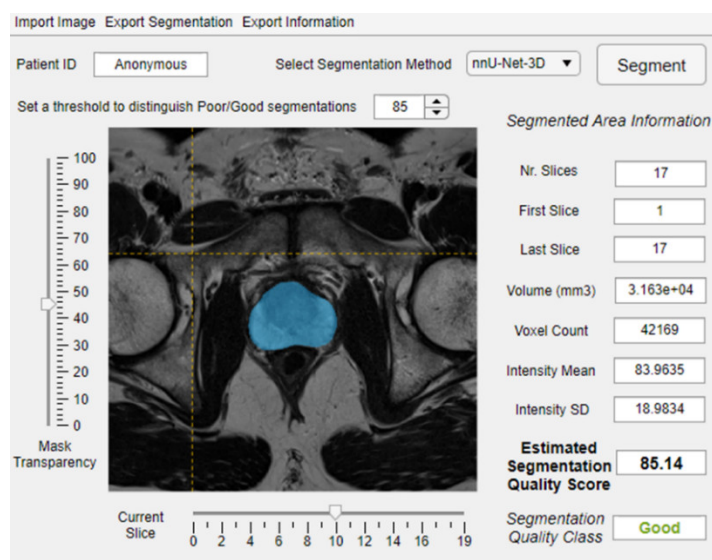 Import Image Export Segmentation Export Information
Patient ID Anonymous Select Segmentation Method nnU-Net-3D Segment
Set a threshold to distinguish Poor/Good segmentations 85
Segmented Area Information
100
90
80
70
60
50
40
30
20
10
0
Mask
Transparency
Nr. Slices 17
First Slice 1
Last Slice 17
Volume (mm3) 3.163e+04
Voxel Count 42169
Intensity Mean 83.9635
Intensity SD 18.9834
Estimated
Segmentation 85.14
Quality Score
Current
Slice
0 2 4 6 8 10 12 14 16 19
Segmentation
Quality Class Good